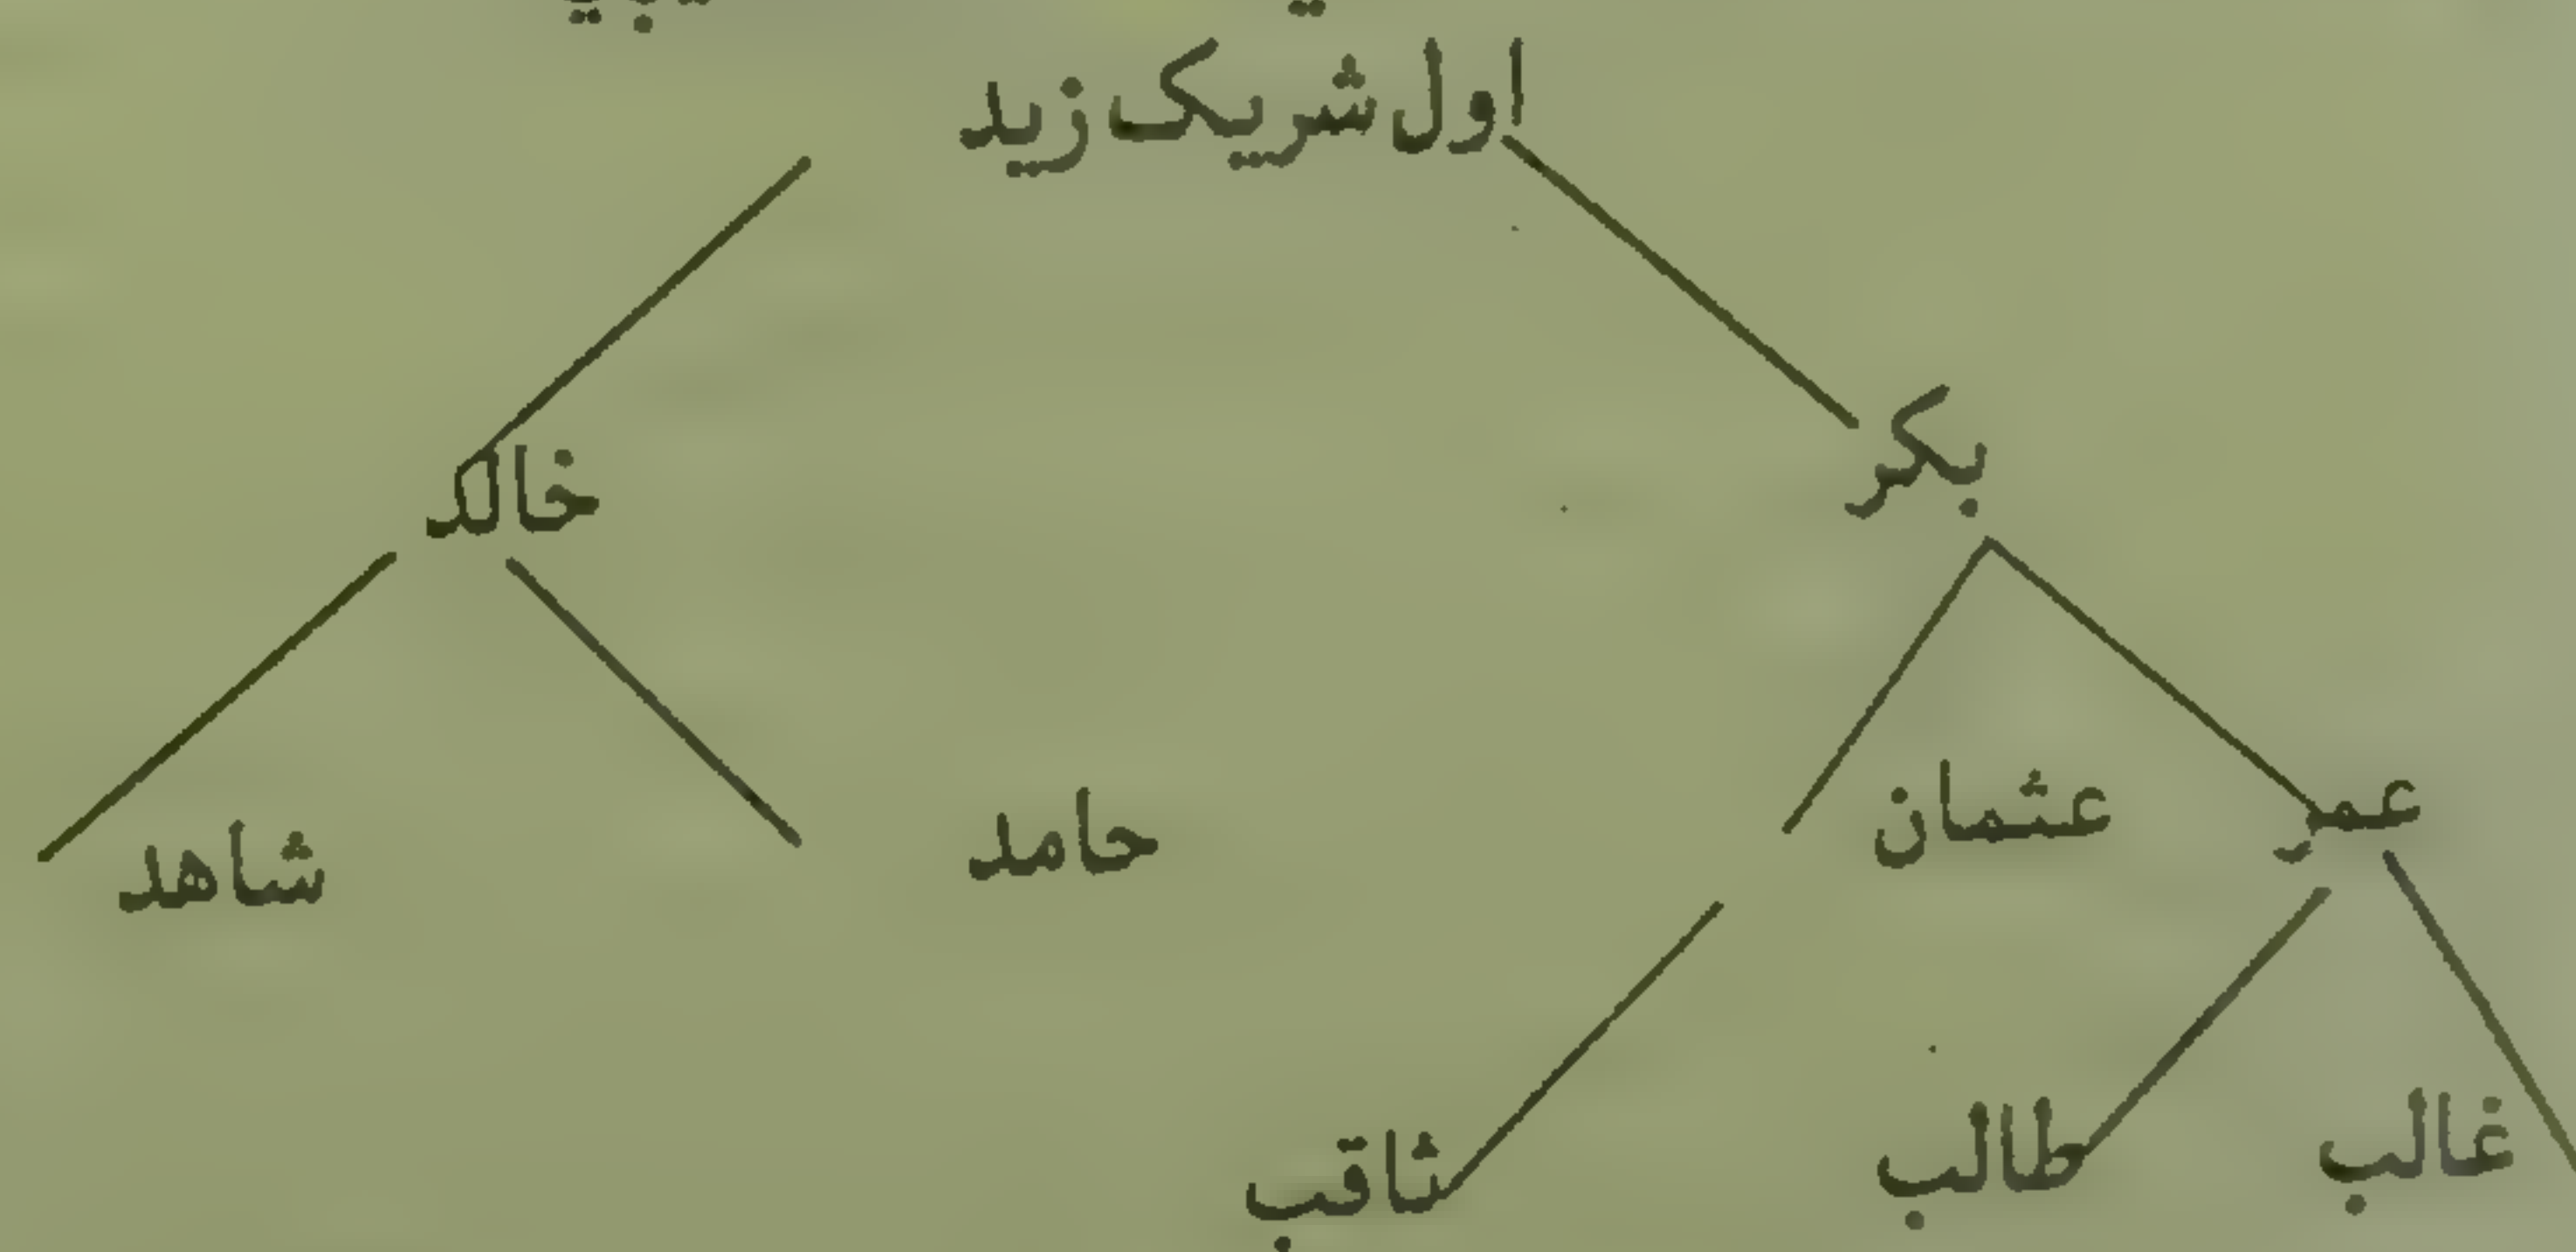 اول شریک زید
بکر
خالد
عمر
عثمان
حامد
شاهد
غالب
طالب
ثاقب